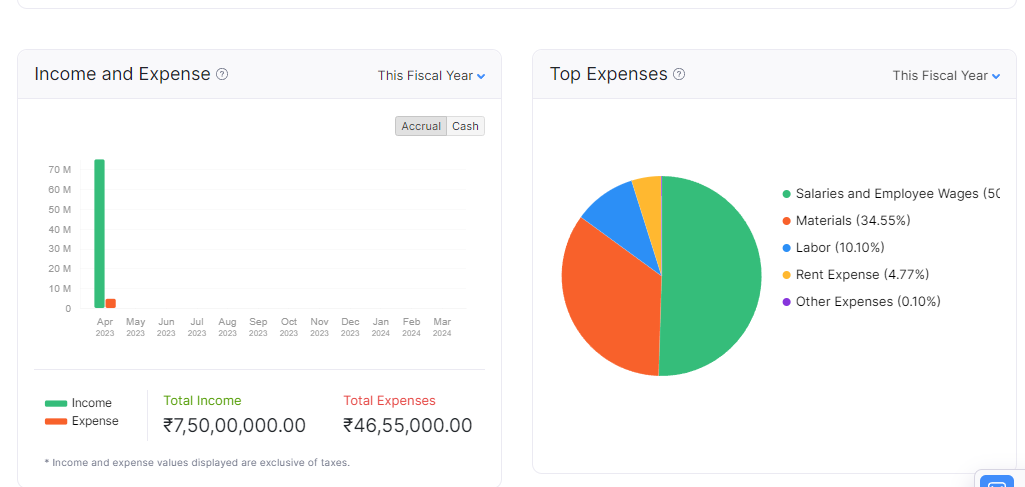 Income and Expense
This Fiscal Year
Accrual Cash
70 M
60 M
50 M
40 M
30 M
20 M
10 M
0
Apr May Jun Jul Aug Sep Oct Nov Dec Jan Feb Mar
2023 2023 2023 2023 2023 2023 2023 2023 2023 2024 2024 2024
Income
Expense
Total Income
₹7,50,00,000.00
Total Expenses
₹46,55,000.00
* Income and expense values displayed are exclusive of taxes.
Top Expenses
This Fiscal Year
Salaries and Employee Wages (50
Materials (34.55%)
Labor (10.10%)
Rent Expense (4.77%)
Other Expenses (0.10%)